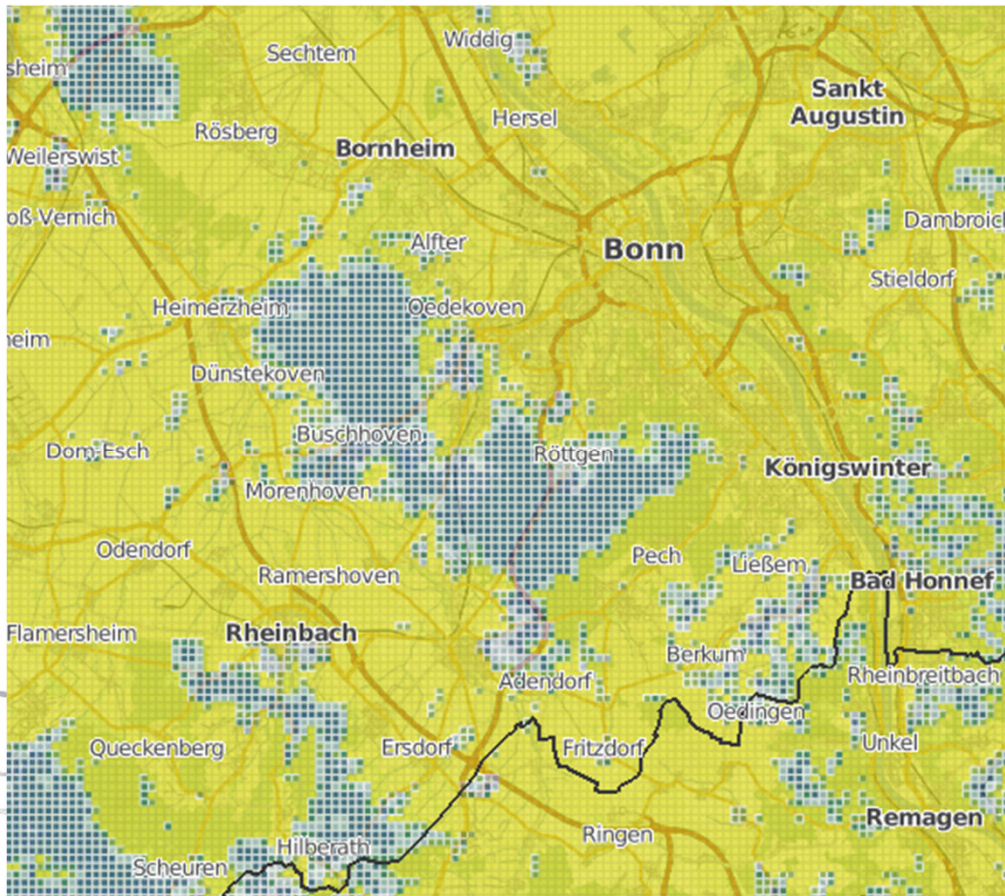 Widdig
Sechtem
sheim
Sankt
Augustin
Hersel
Rösberg
Bornheim
Weilerswist
oß-Vernich
Dambroich
Alfter
Bonn
Stieldorf
Heimerzheim
Oedekoven
heim
Dünstekoven
Buschhoven
Dom-Esch
Röttgen
Königswinter
Morenhoven
Odendorf
Pech
Ließem
Ramershoven
Bad Honnef
Flamersheim
Rheinbach
Berkum
Adendorf
Rheinbreitbach
Oedingen
Queckenberg
Ersdorf
Fritzdorf
Unkel
Remagen
Ringen
Hilberath
Scheuren